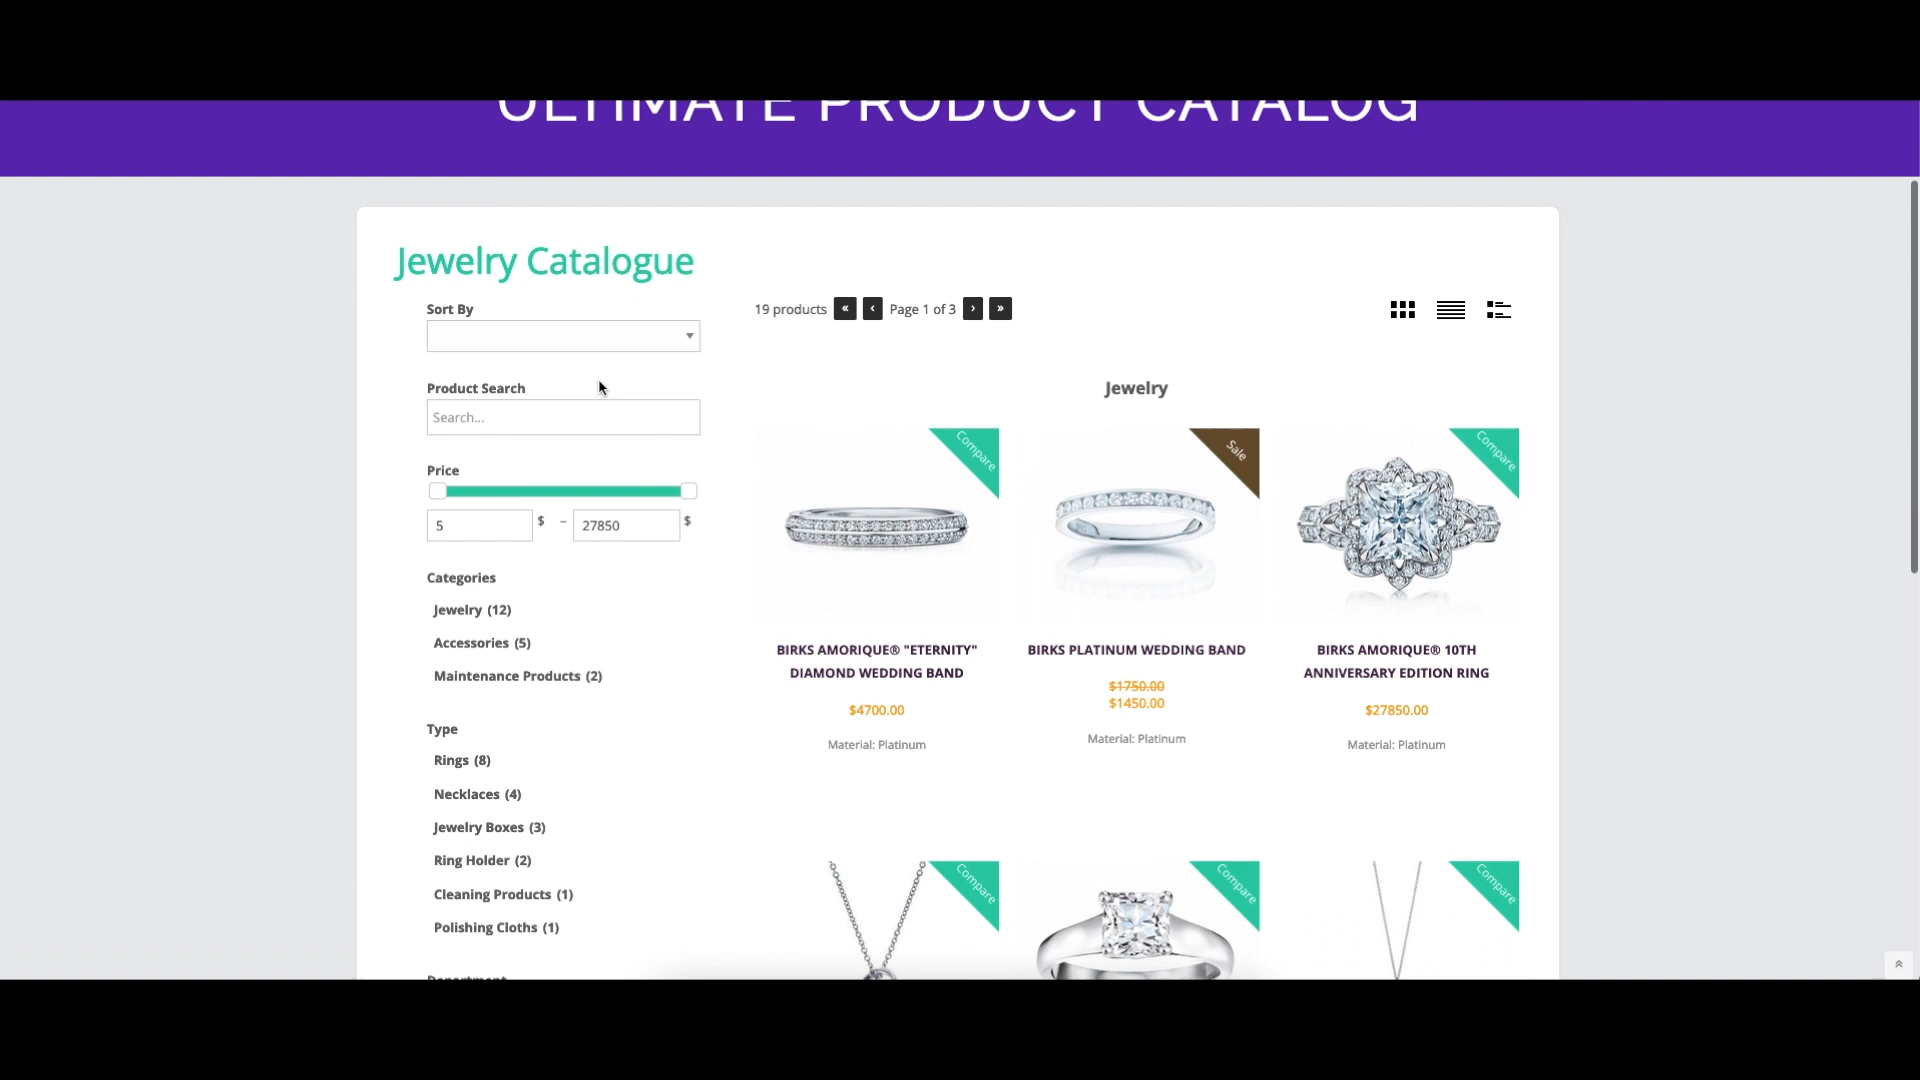 ULTIMATE PRODUCT CATALOG
Jewelry Catalogue
Sort By
19 products « ‹ Page 1 of 3 › »
Product Search
Search...
Price
5 $ – 27850 $
Categories
Jewelry (12)
Accessories (5)
Maintenance Products (2)
Type
Rings (8)
Necklaces (4)
Jewelry Boxes (3)
Ring Holder (2)
Cleaning Products (1)
Polishing Cloths (1)
Department
Jewelry
Compare
Sale
Compare
BIRKS AMORIQUE® "ETERNITY"
DIAMOND WEDDING BAND
$4700.00
Material: Platinum
BIRKS PLATINUM WEDDING BAND
$1750.00
$1450.00
Material: Platinum
BIRKS AMORIQUE® 10TH
ANNIVERSARY EDITION RING
$27850.00
Material: Platinum
Compare
Compare
Compare